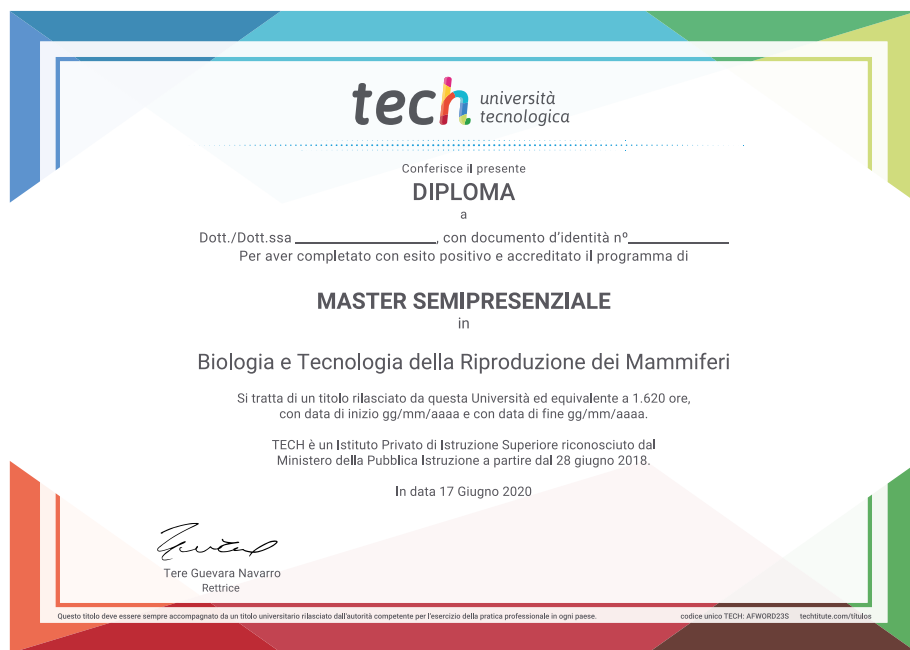 tech università
tecnologica
Conferisce il presente
DIPLOMA
a
Dott./Dott.ssa ________________, con documento d'identità nº____________
Per aver completato con esito positivo e accreditato il programma di
MASTER SEMIPRESENZIALE
in
Biologia e Tecnologia della Riproduzione dei Mammiferi
Si tratta di un titolo rilasciato da questa Università ed equivalente a 1.620 ore,
con data di inizio gg/mm/aaaa e con data di fine gg/mm/aaaa.
TECH è un Istituto Privato di Istruzione Superiore riconosciuto dal
Ministero della Pubblica Istruzione a partire dal 28 giugno 2018.
In data 17 Giugno 2020
Tere Guevara Navarro
Rettrice
Questo titolo deve essere sempre accompagnato da un titolo universitario rilasciato dall'autorità competente per l'esercizio della pratica professionale in ogni paese. codice unico TECH: AFWORD23S techtitute.com/títulos